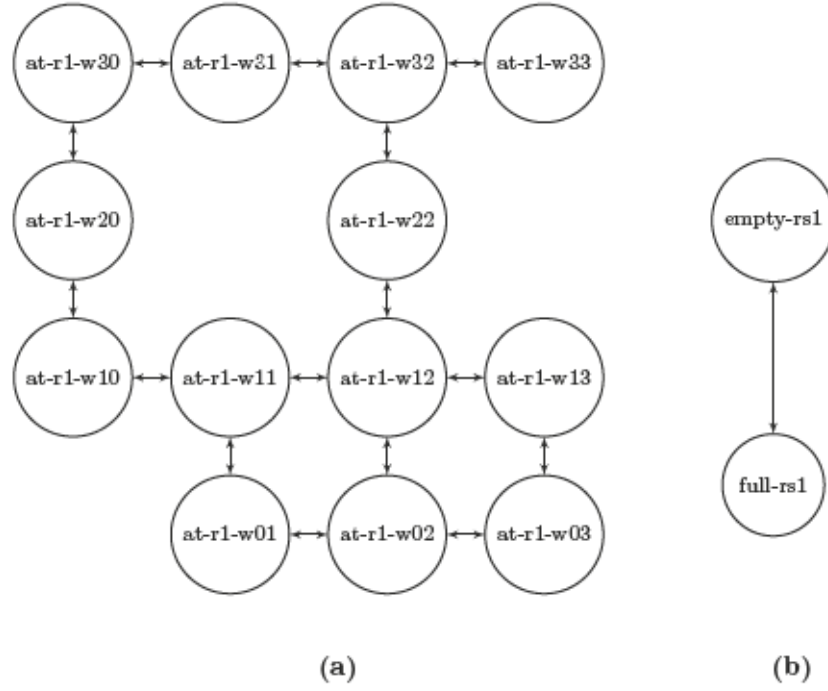 at-r1-w30 at-r1-w31 at-r1-w32 at-r1-w33
at-r1-w20 at-r1-w22 empty-rs1
at-r1-w10 at-r1-w11 at-r1-w12 at-r1-w13
full-rs1
at-r1-w01 at-r1-w02 at-r1-w03
(a) (b)